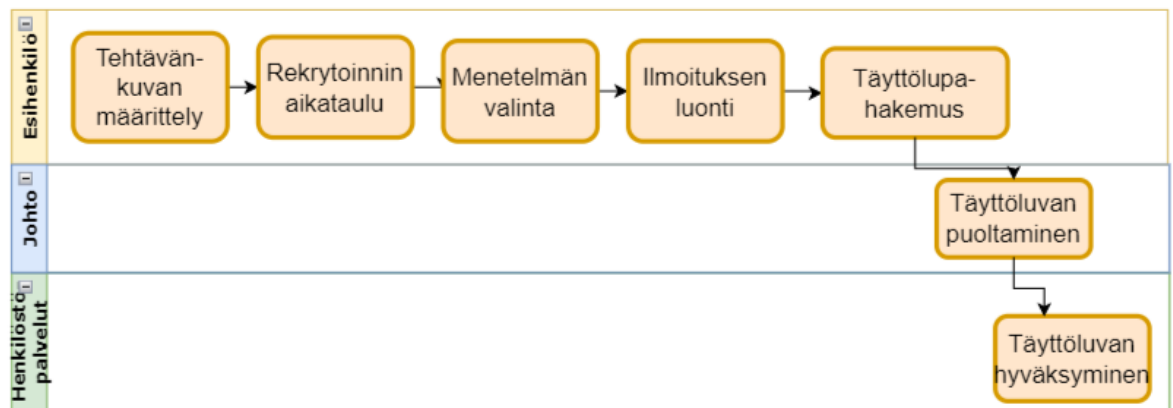 Esihenkilö
Tehtävän-
kuvan
määrittely
Rekrytoinnin
aikataulu
Menetelmän
valinta
Ilmoituksen
luonti
Täyttölupa-
hakemus
Johto
Täyttöluvan
puoltaminen
Henkilöstö
palvelut
Täyttöluvan
hyväksyminen